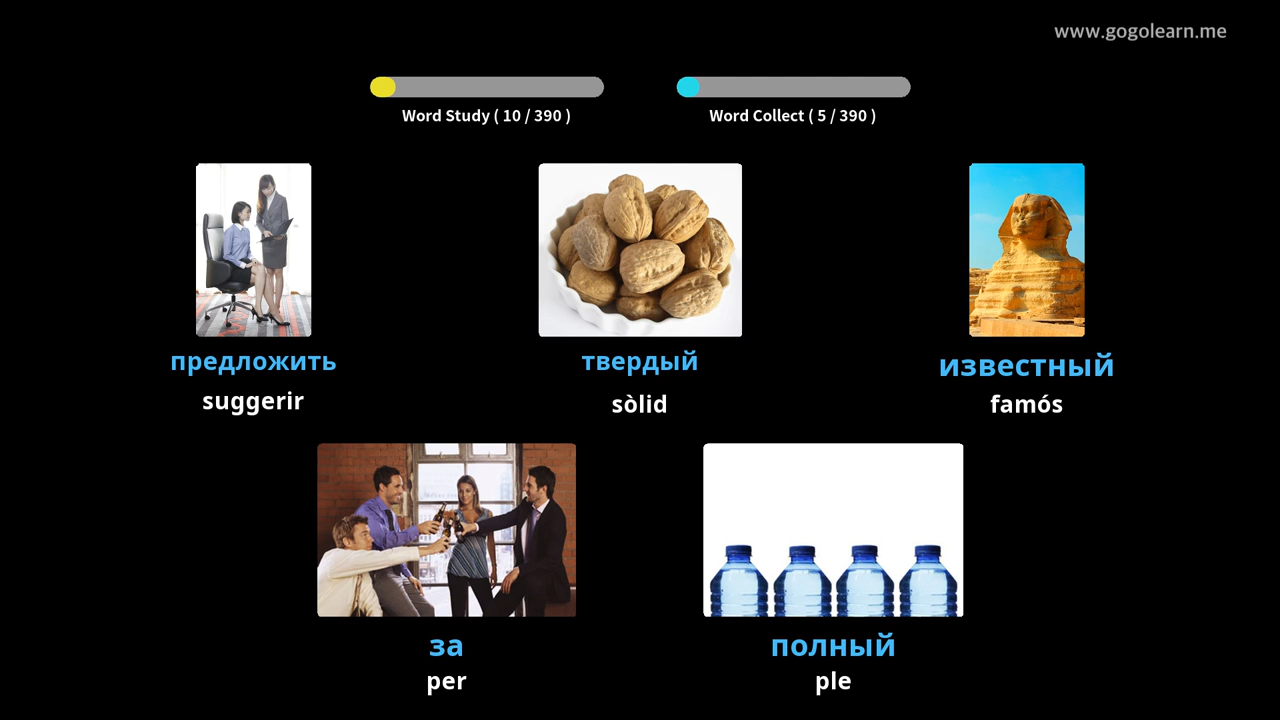 www.gogolearn.me
Word Study ( 10 / 390 )
Word Collect ( 5 / 390 )
предложить
suggerir
твердый
sòlid
известный
famós
за
per
полный
ple